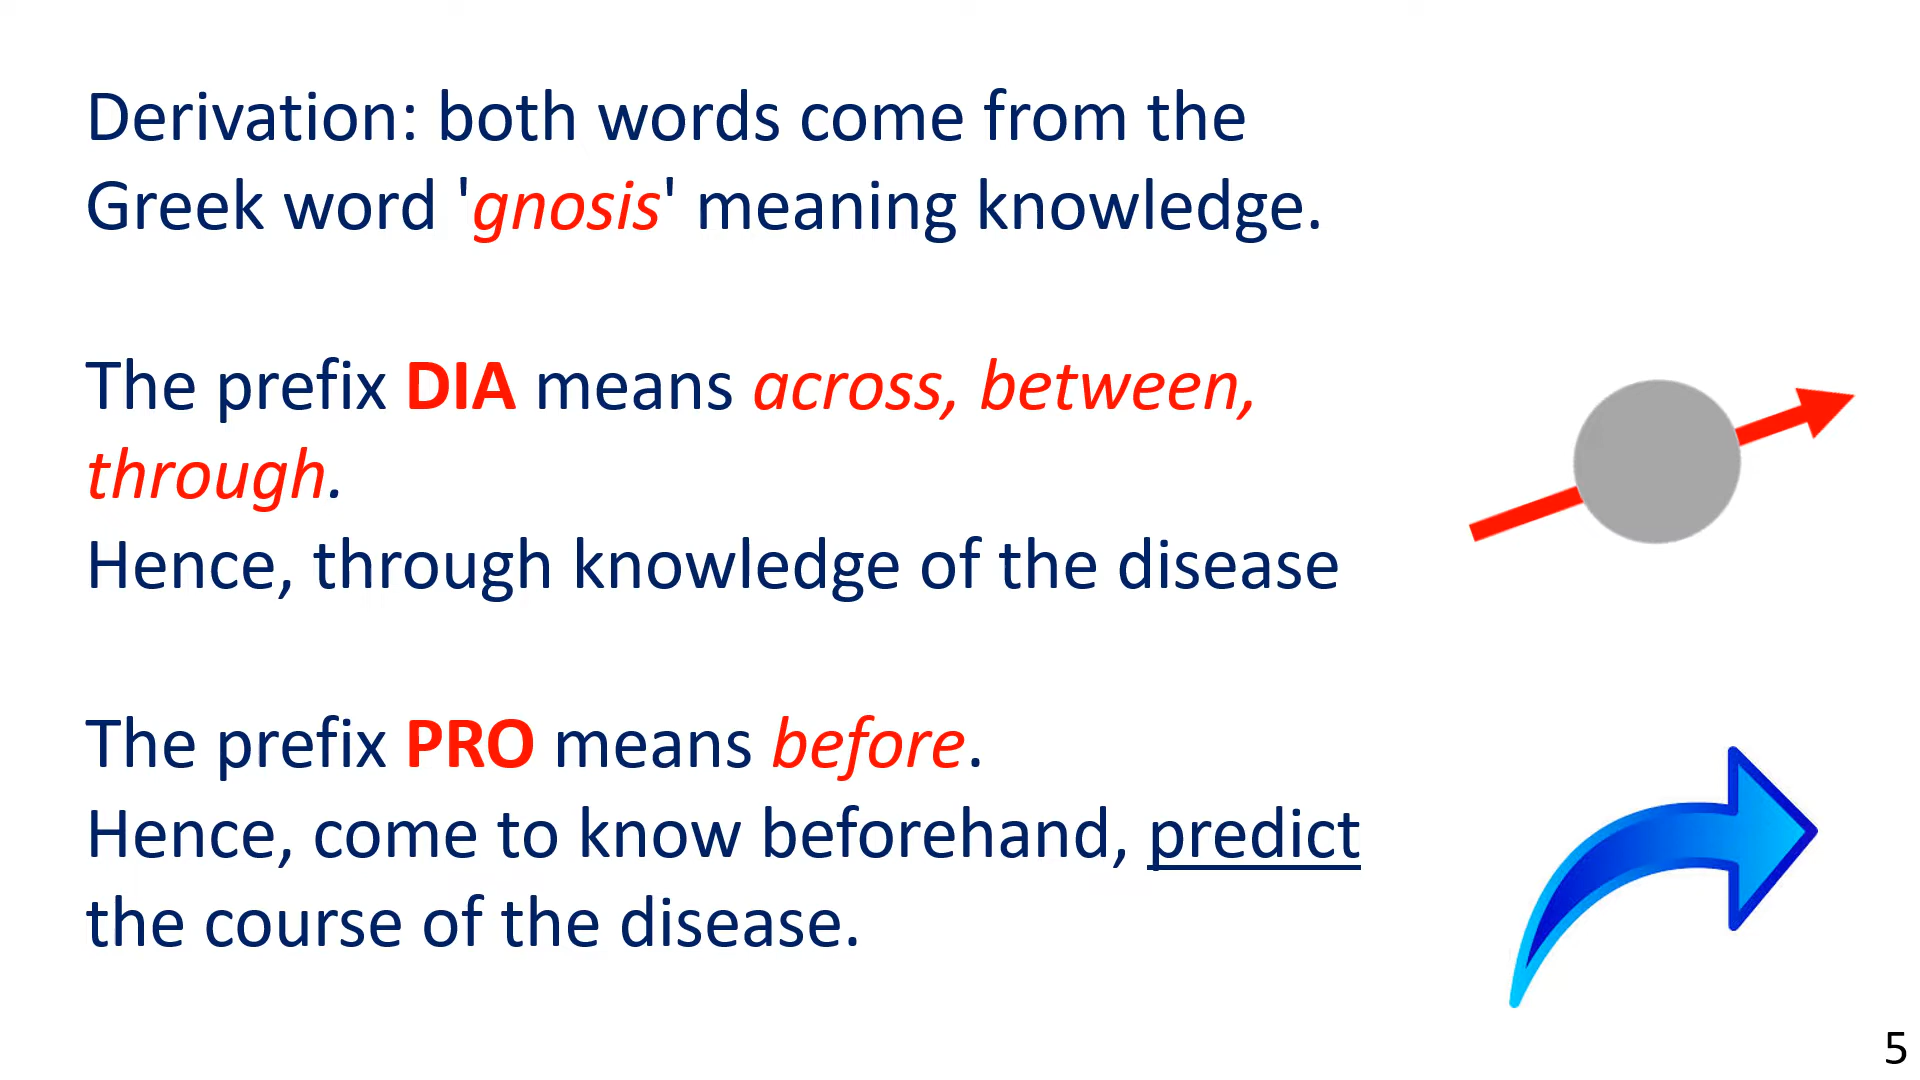 Derivation: both words come from the
Greek word 'gnosis' meaning knowledge.
The prefix DIA means across, between,
through.
Hence, through knowledge of the disease
The prefix PRO means before.
Hence, come to know beforehand, predict
the course of the disease.
5